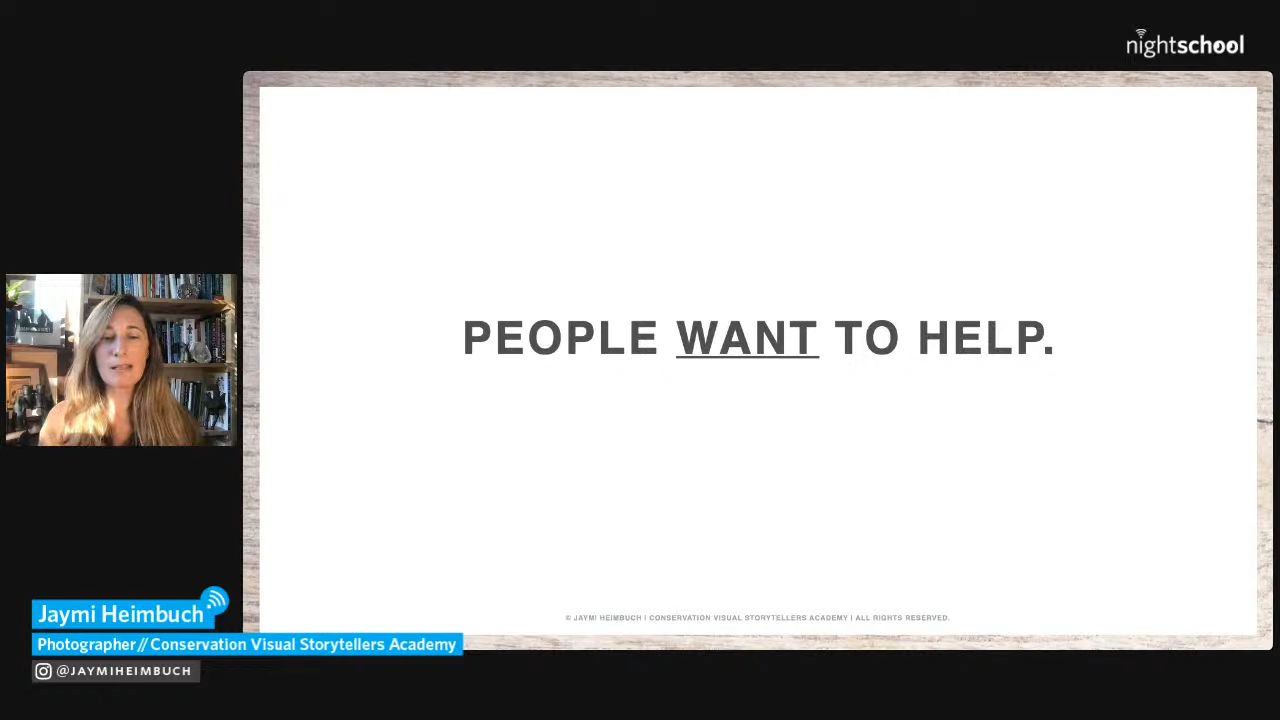 nightschool
PEOPLE WANT TO HELP.
© JAYMI HEIMBUCH | CONSERVATION VISUAL STORYTELLERS ACADEMY | ALL RIGHTS RESERVED.
Jaymi Heimbuch
Photographer// Conservation Visual Storytellers Academy
@JAYMIHEIMBUCH